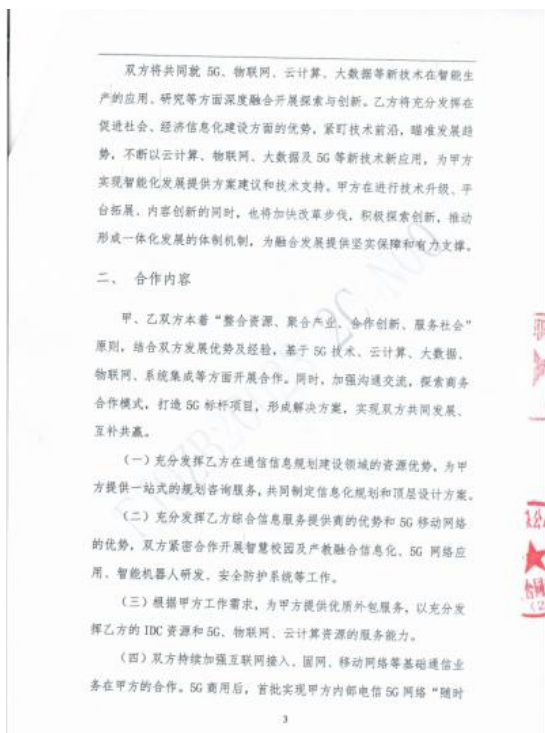 双方将共同就 5G、物联网、云计算、大数据等新技术在智能生
产的应用、研究等方面深度融合开展探索与创新。乙方将充分发挥在
促进社会、经济信息化建设方面的优势，紧盯技术前沿，瞄准发展趋
势，不断以云计算、物联网、大数据及 5G 等新技术新应用，为甲方
实现智能化发展提供方案建议和技术支持。甲方在进行技术升级、平
台拓展、内容创新的同时，也将加快改革步伐，积极探索创新，推动
形成一体化发展的体制机制，为融合发展提供坚实保障和有力支撑。
二、 合作内容
甲、乙双方本着“整合资源、聚合产业、合作创新、服务社会”
原则，结合双方发展优势及经验，基于 5G 技术、云计算、大数据、
物联网、系统集成等方面开展合作。同时，加强沟通交流，探索商务
合作模式，打造 5G 标杆项目，形成解决方案，实现双方共同发展、
互补共赢。
（一）充分发挥乙方在通信信息规划建设领域的资源优势，为甲
方提供一站式的规划咨询服务，共同制定信息化规划和顶层设计方案。
（二）充分发挥乙方综合信息服务提供商的优势和 5G 移动网络
的优势，双方紧密合作开展智慧校园及产教融合信息化、5G 网络应
用、智能机器人研发、安全防护系统等工作。
（三）根据甲方工作需求，为甲方提供优质外包服务，以充分发
挥乙方的 IDC 资源和 5G、物联网、云计算资源的服务能力。
（四）双方持续加强互联网接入、固网、移动网络等基础通信业
务在甲方的合作。5G 商用后，首批实现甲方内部电信 5G 网络“随时
3